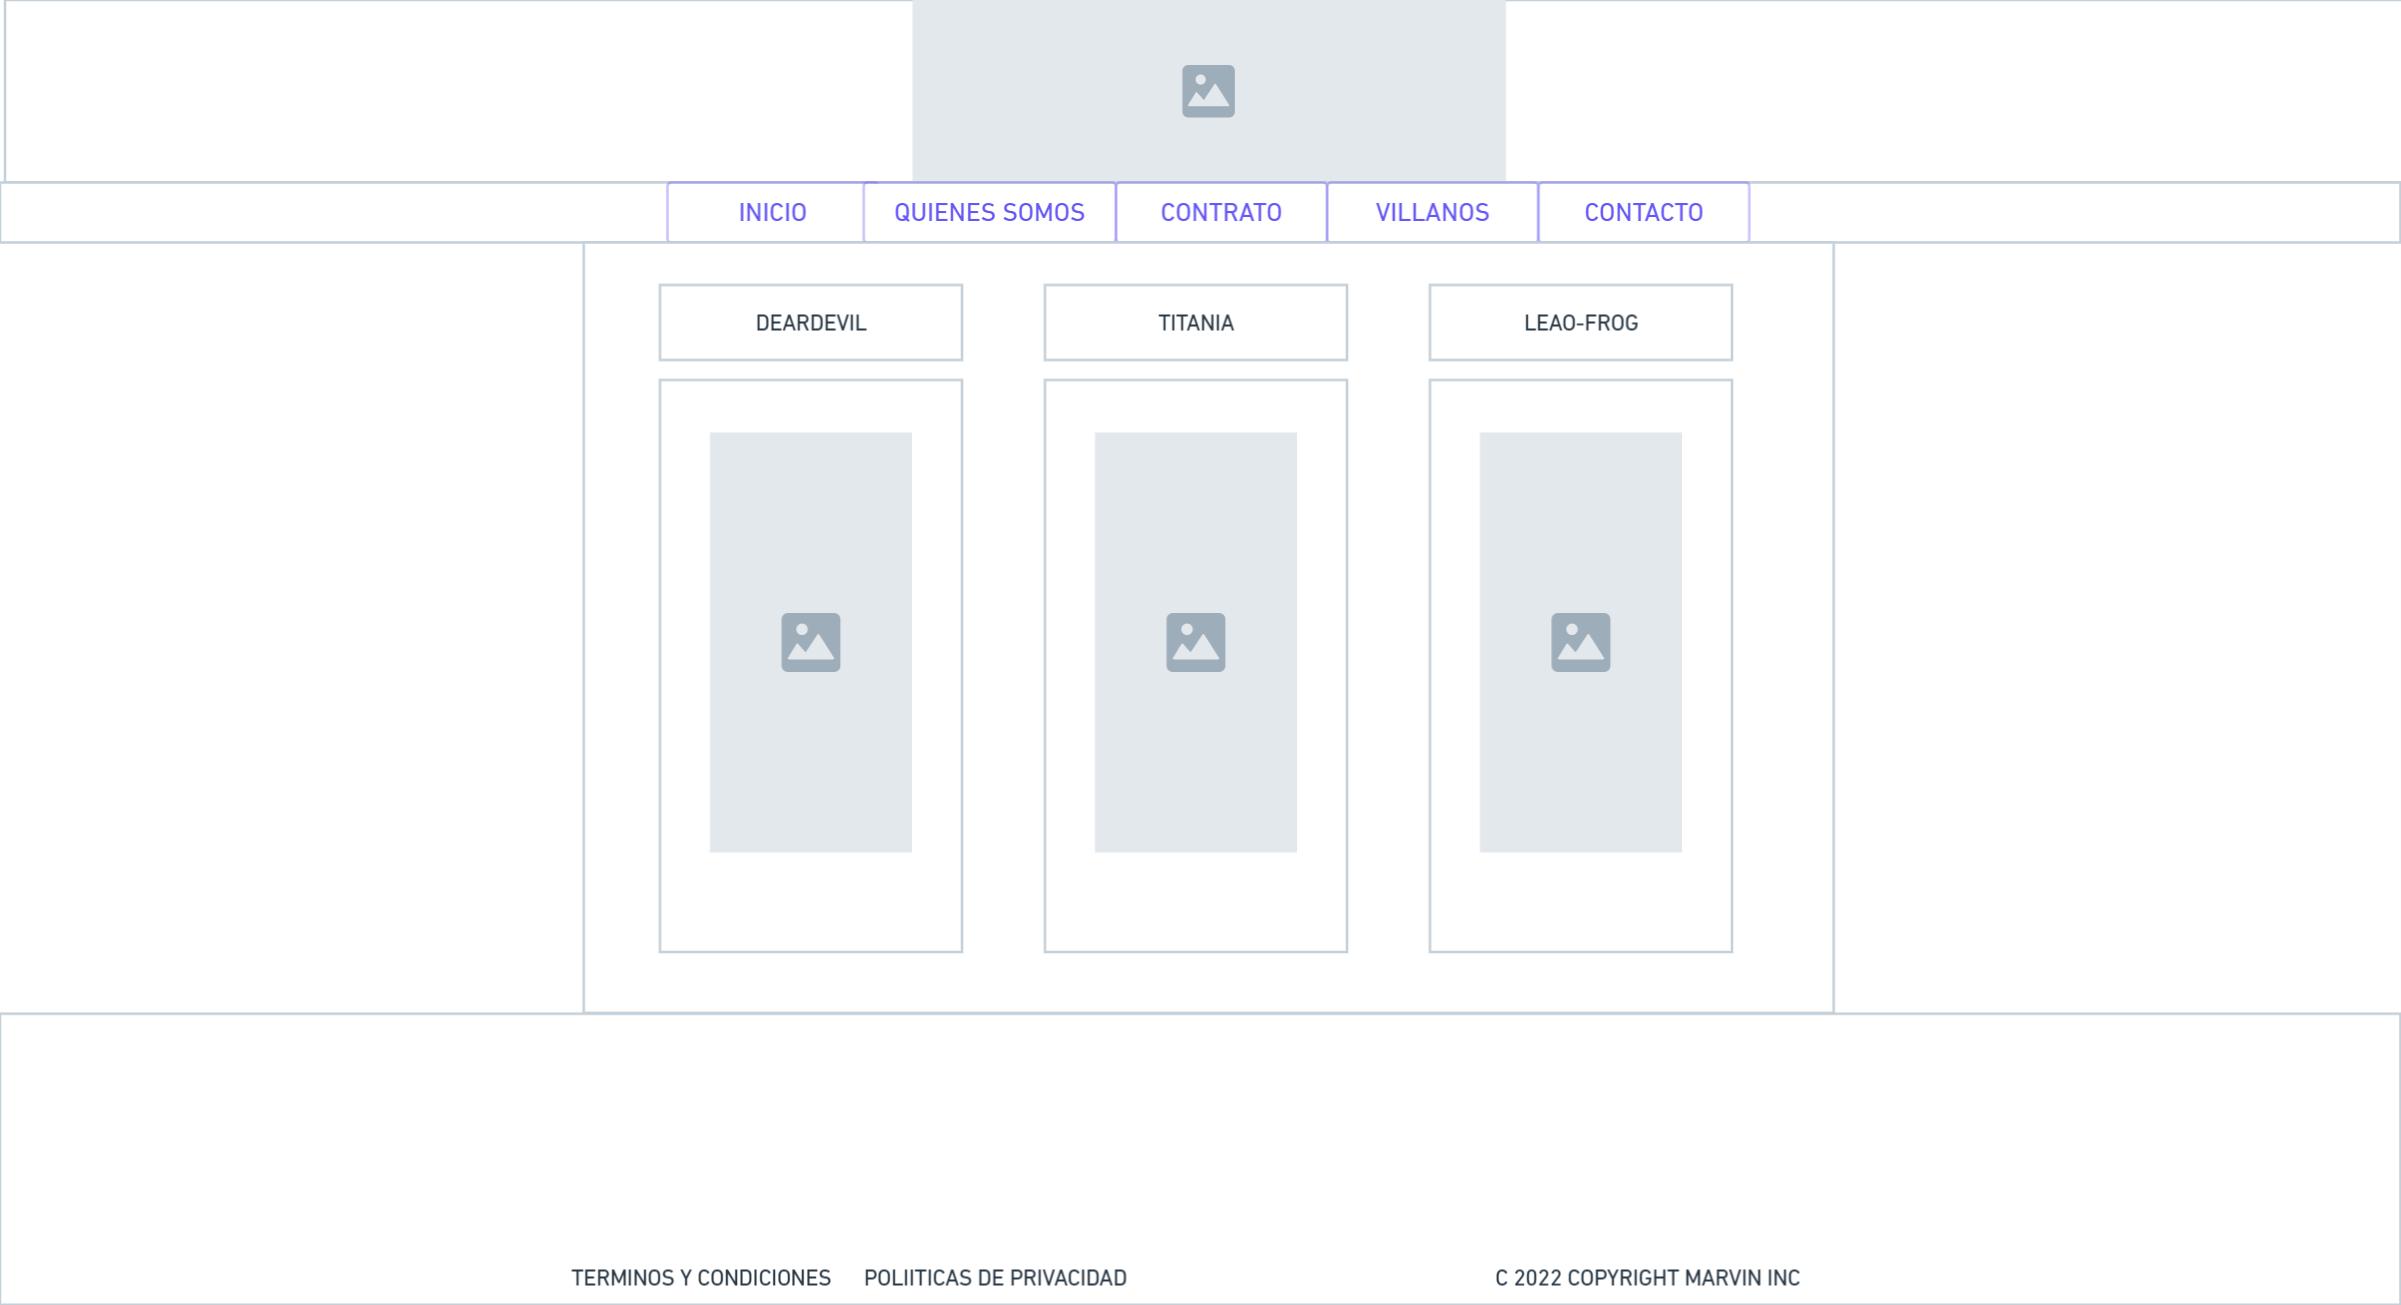 INICIO QUIENES SOMOS CONTRATO VILLANOS CONTACTO
DEARDEVIL TITANIA LEAO-FROG
TERMINOS Y CONDICIONES POLIITICAS DE PRIVACIDAD C 2022 COPYRIGHT MARVIN INC